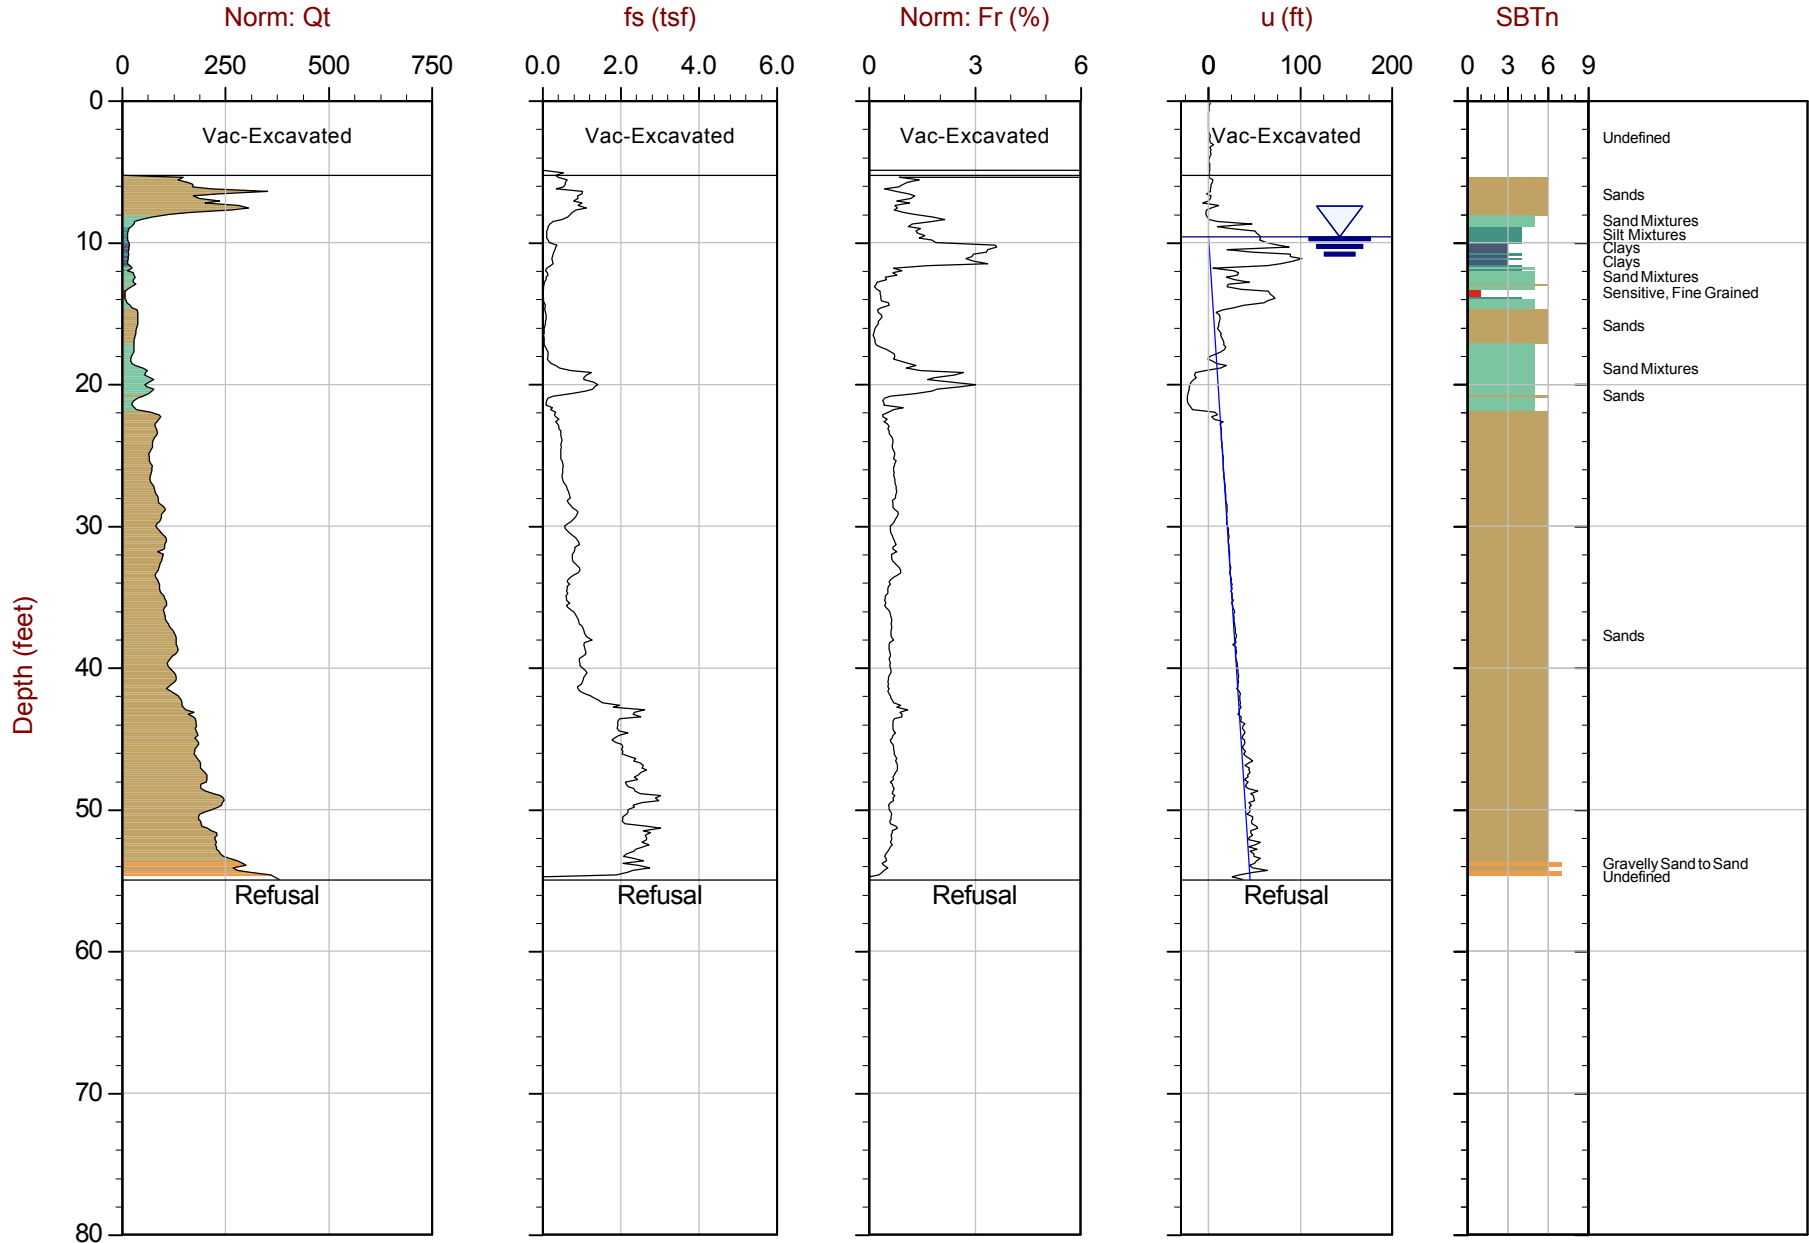 Norm: Qt fs (tsf) Norm: Fr (%) u (ft) SBTn
0 250 500 750 0.0 2.0 4.0 6.0 0 3 6 0 100 200 0 3 6 9
0
Vac-Excavated Vac-Excavated Vac-Excavated Vac-Excavated Undefined
Sands
Sand Mixtures
Silt Mixtures
10
Clays
Clays
Sand Mixtures
Sensitive, Fine Grained
Sands
Sand Mixtures
20
Sands
30
Sands
40
50
Gravelly Sand to Sand
Undefined
Refusal Refusal Refusal Refusal
60
70
80
Depth (feet)